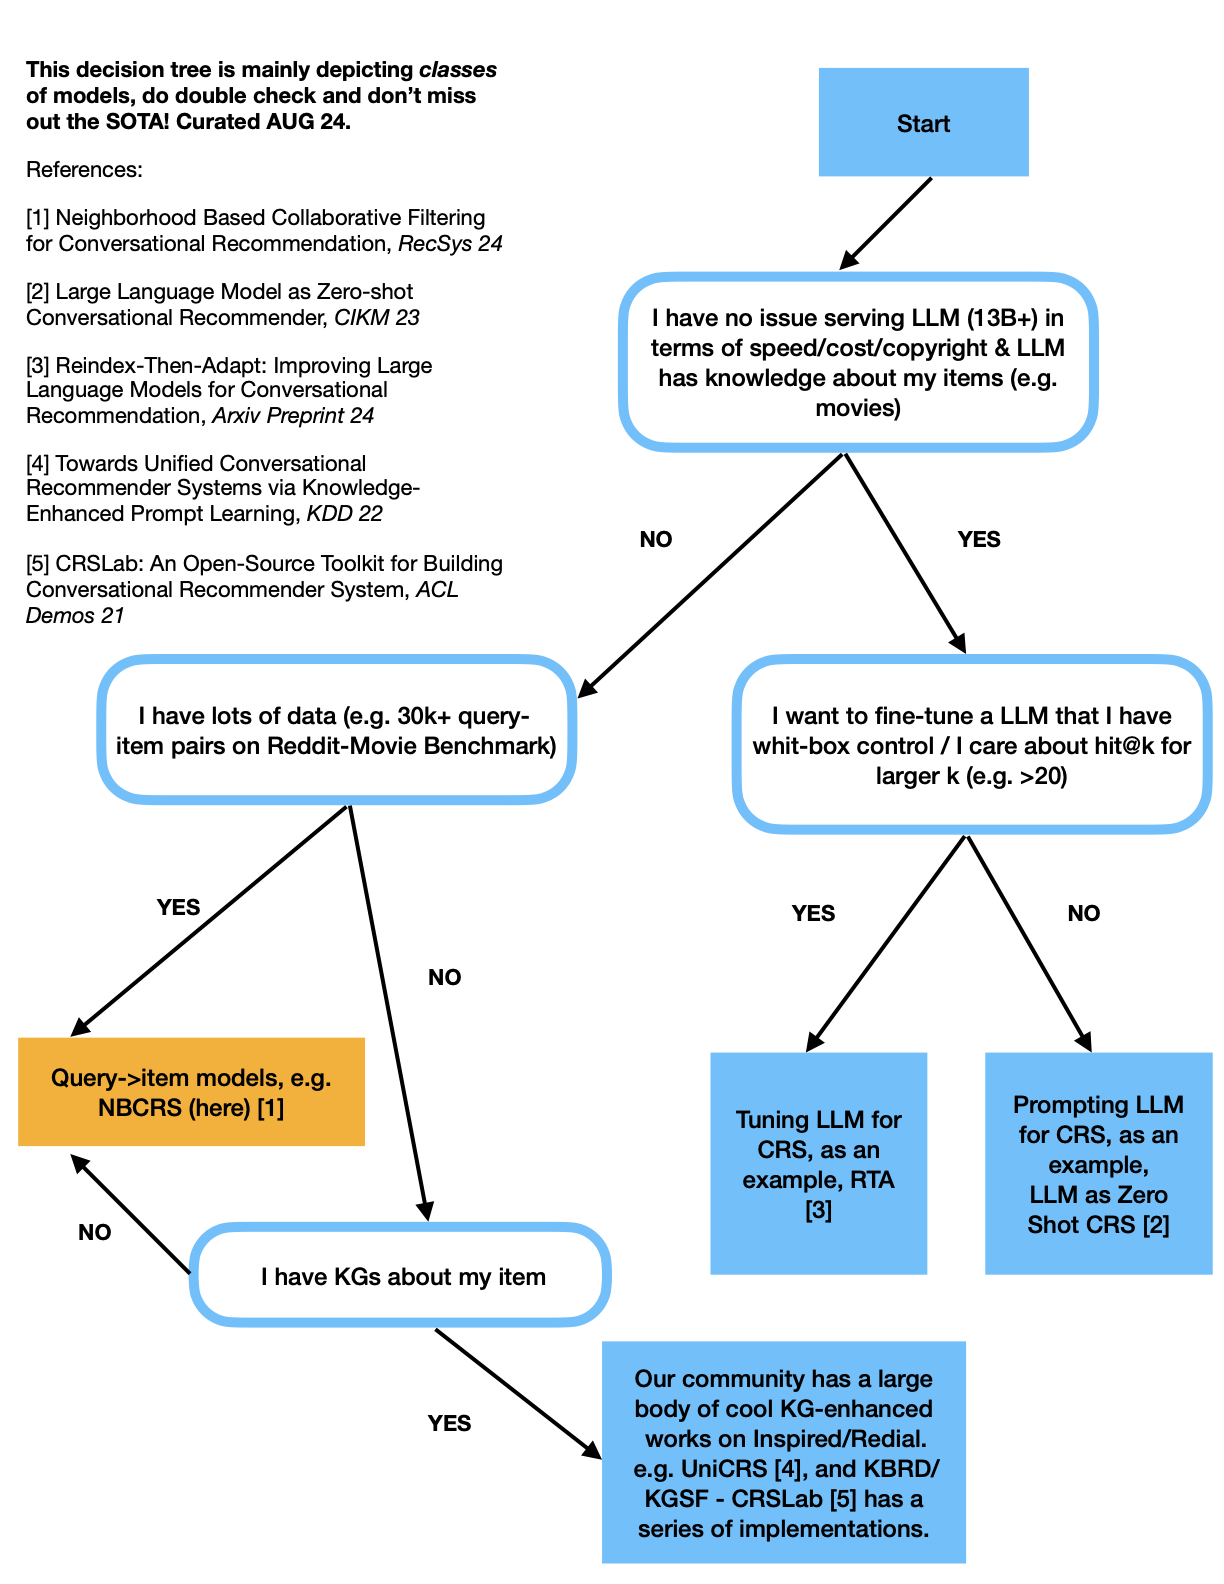 This decision tree is mainly depicting classes
of models, do double check and don’t miss
out the SOTA! Curated AUG 24.
References:
[1] Neighborhood Based Collaborative Filtering
for Conversational Recommendation, RecSys 24
[2] Large Language Model as Zero-shot
Conversational Recommender, CIKM 23
[3] Reindex-Then-Adapt: Improving Large
Language Models for Conversational
Recommendation, Arxiv Preprint 24
[4] Towards Unified Conversational
Recommender Systems via Knowledge-
Enhanced Prompt Learning, KDD 22
[5] CRSLab: An Open-Source Toolkit for Building
Conversational Recommender System, ACL
Demos 21
Start
I have no issue serving LLM (13B+) in
terms of speed/cost/copyright & LLM
has knowledge about my items (e.g.
movies)
NO
YES
I have lots of data (e.g. 30k+ query-
item pairs on Reddit-Movie Benchmark)
I want to fine-tune a LLM that I have
whit-box control / I care about hit@k for
larger k (e.g. >20)
YES
NO
YES
NO
Query->item models, e.g.
NBCRS (here) [1]
Tuning LLM for
CRS, as an
example, RTA
[3]
Prompting LLM
for CRS, as an
example,
LLM as Zero
Shot CRS [2]
NO
I have KGs about my item
YES
Our community has a large
body of cool KG-enhanced
works on Inspired/Redial.
e.g. UniCRS [4], and KBRD/
KGSF - CRSLab [5] has a
series of implementations.